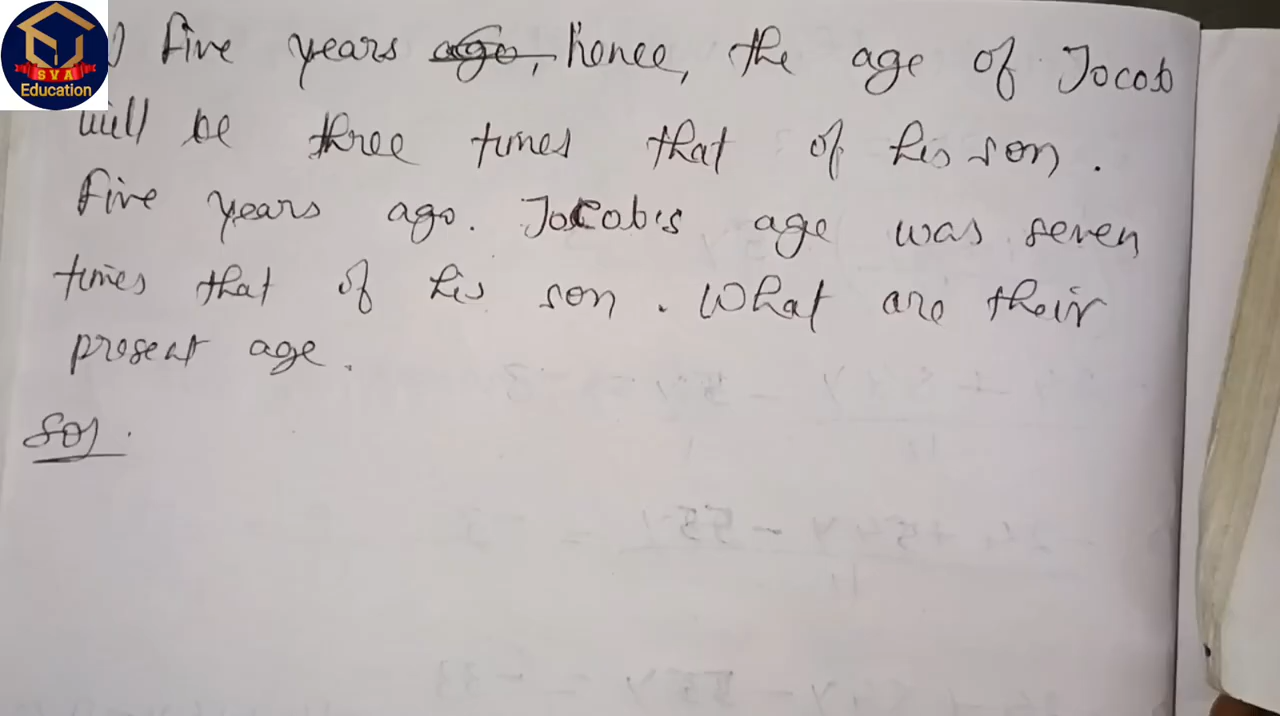 SVA
Education
) Five years ago, hence, the age of Jocob
will be three times that of his son.
Five years ago. Jocob's age was seven
times that of his son. What are their
present age.
Sol.